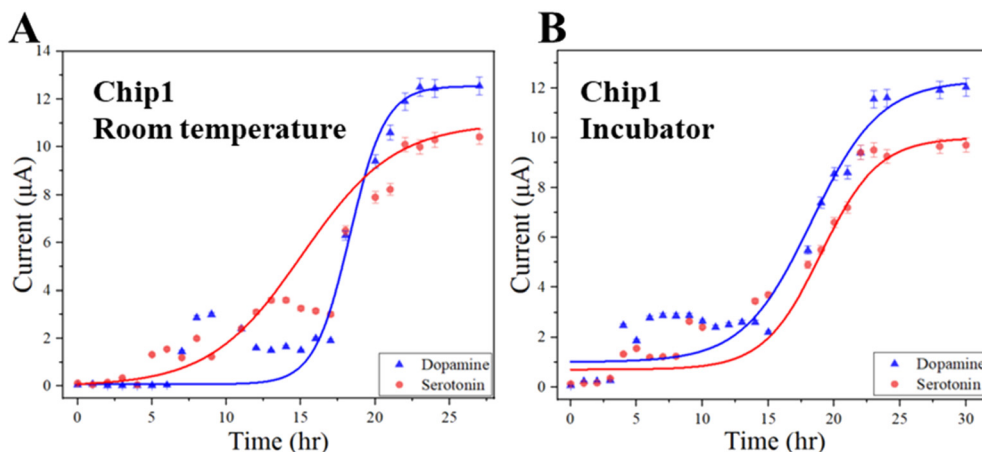 A
Chip1
Room temperature
Current (µA)
14
12
10
8
6
4
2
0
0 5 10 15 20 25
Time (hr)
Dopamine
Serotonin
B
Chip1
Incubator
Current (µA)
14
12
10
8
6
4
2
0
0 5 10 15 20 25 30
Time (hr)
Dopamine
Serotonin